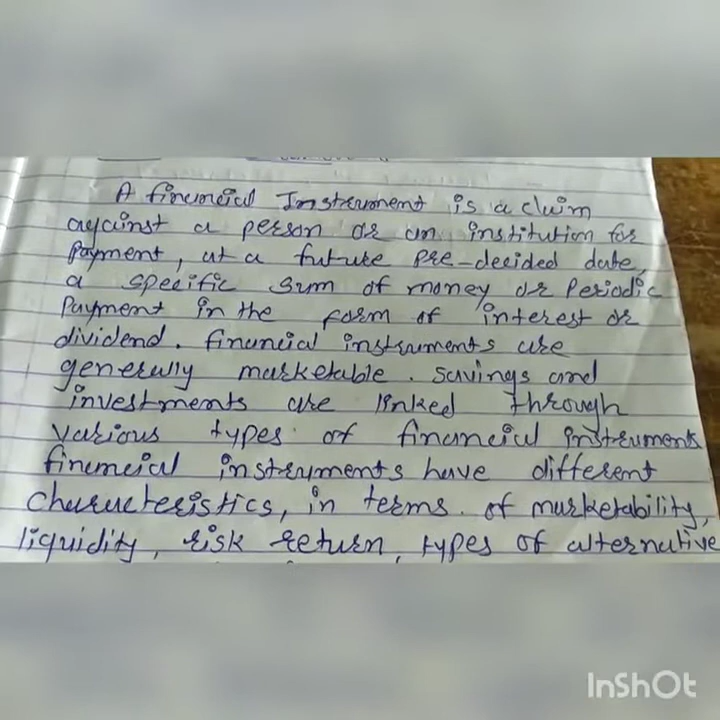 A financial Instrument is a claim
against a person or an institution for
Payment, at a future pre-decided date,
a specific sum of money or Periodic
Payment in the form of interest or
dividend. financial instruments are
generally marketable. savings and
investments are linked through
various types of financial instruments
financial instruments have different
characteristics, in terms of marketability,
liquidity, risk return, types of alternative
InShOt